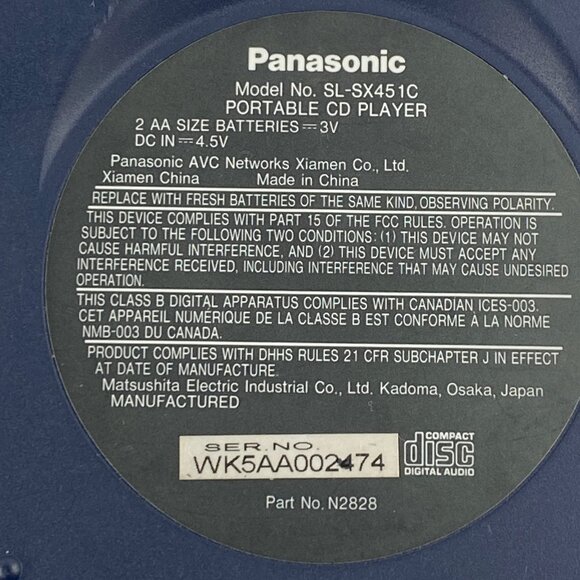 Panasonic
Model No. SL-SX451C
PORTABLE CD PLAYER
2 AA SIZE BATTERIES ⎓ 3V
DC IN ⎓ 4.5V
Panasonic AVC Networks Xiamen Co., Ltd.
Xiamen China Made in China
REPLACE WITH FRESH BATTERIES OF THE SAME KIND, OBSERVING POLARITY.
THIS DEVICE COMPLIES WITH PART 15 OF THE FCC RULES. OPERATION IS
SUBJECT TO THE FOLLOWING TWO CONDITIONS: (1) THIS DEVICE MAY NOT
CAUSE HARMFUL INTERFERENCE, AND (2) THIS DEVICE MUST ACCEPT ANY
INTERFERENCE RECEIVED, INCLUDING INTERFERENCE THAT MAY CAUSE UNDESIRED
OPERATION.
THIS CLASS B DIGITAL APPARATUS COMPLIES WITH CANADIAN ICES-003.
CET APPAREIL NUMÉRIQUE DE LA CLASSE B EST CONFORME À LA NORME
NMB-003 DU CANADA.
PRODUCT COMPLIES WITH DHHS RULES 21 CFR SUBCHAPTER J IN EFFECT
AT DATE OF MANUFACTURE.
Matsushita Electric Industrial Co., Ltd. Kadoma, Osaka, Japan
MANUFACTURED
SER. NO.
WK5AA002474
COMPACT
disc
DIGITAL AUDIO
Part No. N2828